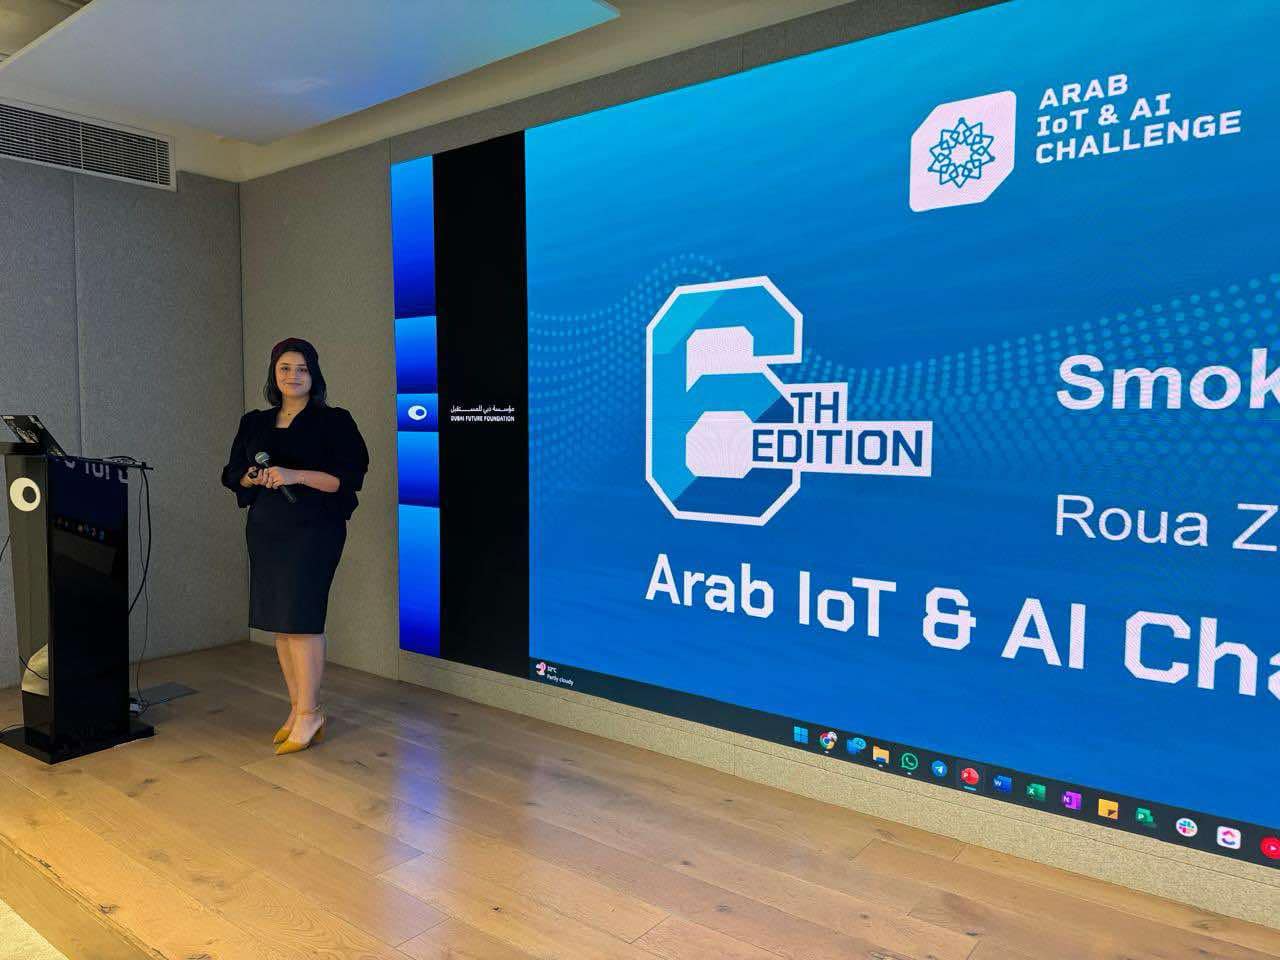 ARAB
IoT & AI
CHALLENGE
6
TH
EDITION
Smok
Roua Z
Arab IoT & AI Cha
مؤسسة دبي للمستقبل
DUBAI FUTURE FOUNDATION
32°C
Partly cloudy